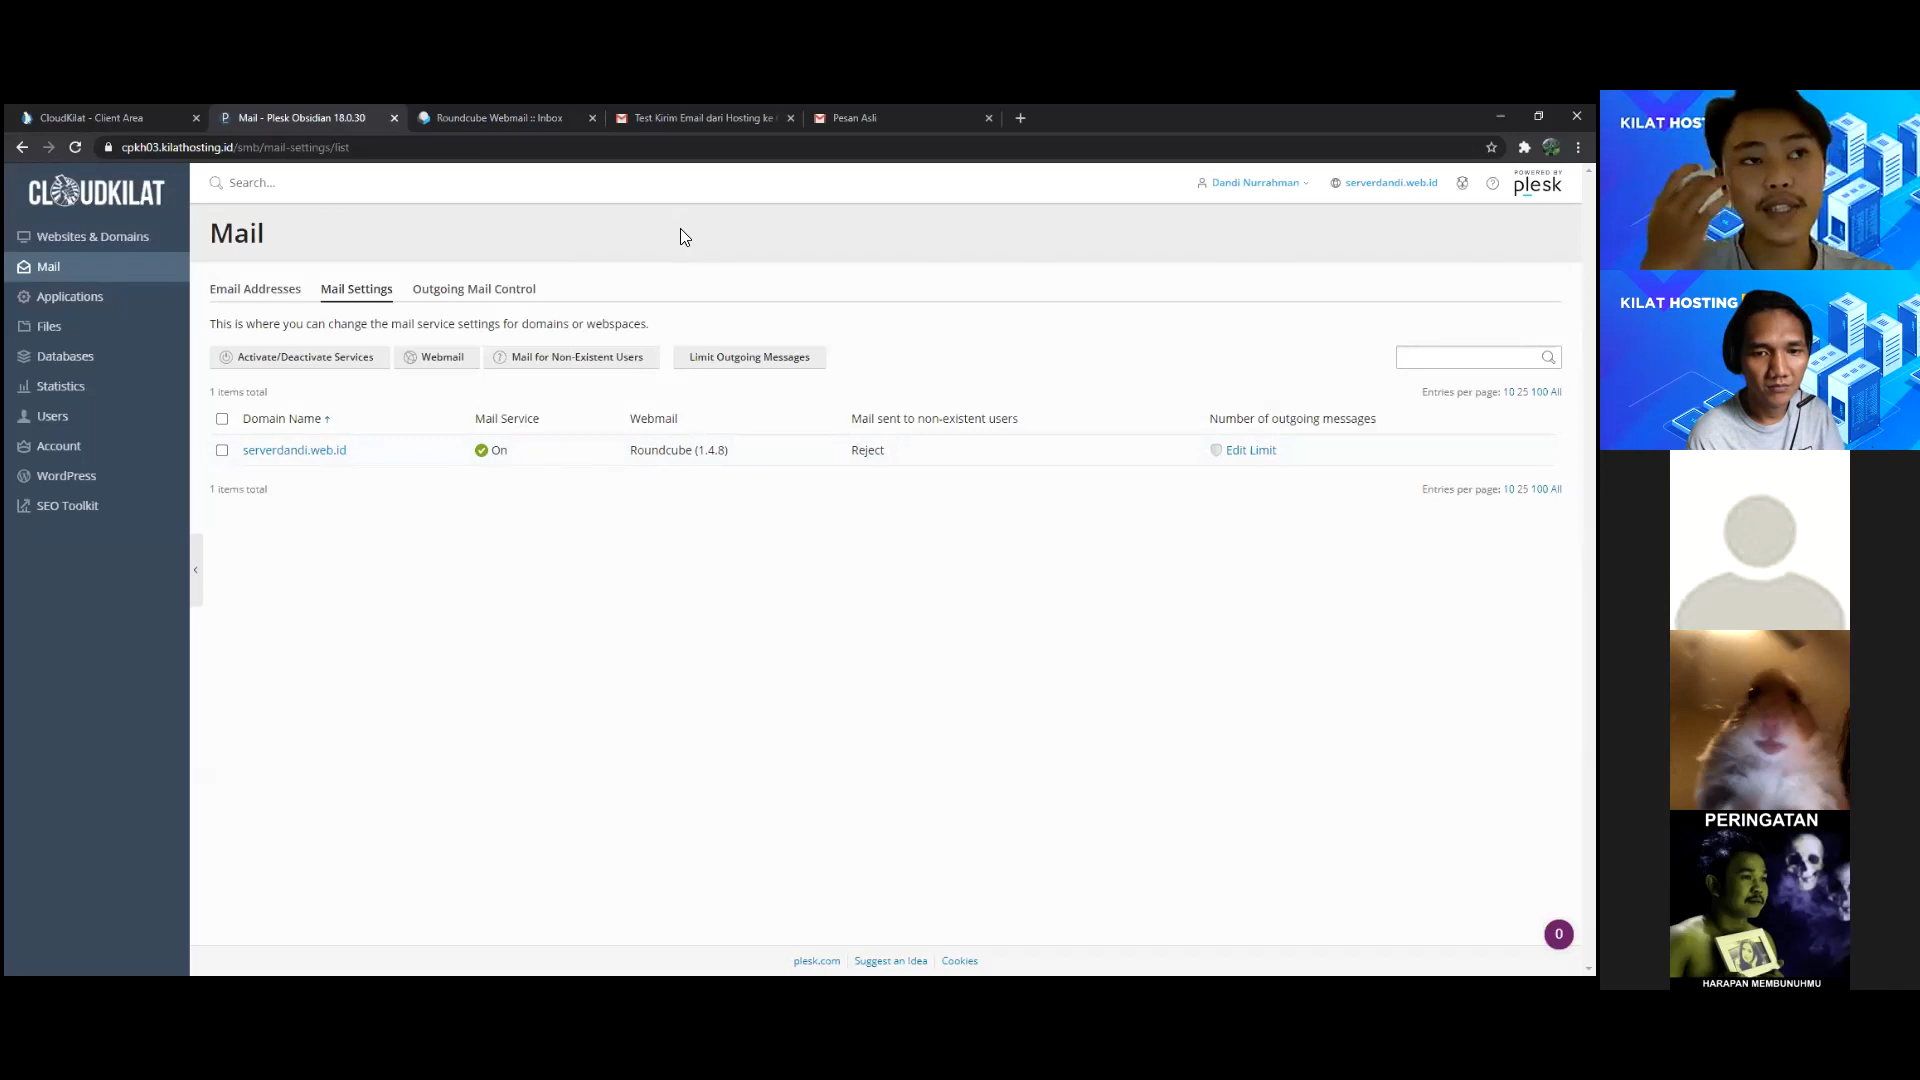 CloudKilat - Client Area
Mail - Plesk Obsidian 18.0.30
Roundcube Webmail :: Inbox
Test Kirim Email dari Hosting ke
Pesan Asli
cpkh03.kilathosting.id/smb/mail-settings/list
CLOUDKILAT
Search...
Dandi Nurrahman
serverdandi.web.id
POWERED BY
plesk
Websites & Domains
Mail
Applications
Files
Databases
Statistics
Users
Account
WordPress
SEO Toolkit
Mail
Email Addresses
Mail Settings
Outgoing Mail Control
This is where you can change the mail service settings for domains or webspaces.
Activate/Deactivate Services
Webmail
Mail for Non-Existent Users
Limit Outgoing Messages
1 items total
Entries per page: 10 25 100 All
Domain Name ↑
Mail Service
Webmail
Mail sent to non-existent users
Number of outgoing messages
serverdandi.web.id
On
Roundcube (1.4.8)
Reject
Edit Limit
1 items total
Entries per page: 10 25 100 All
0
plesk.com
Suggest an Idea
Cookies
KILAT HOS
KILAT HOSTING
PERINGATAN
HARAPAN MEMBUNUHMU